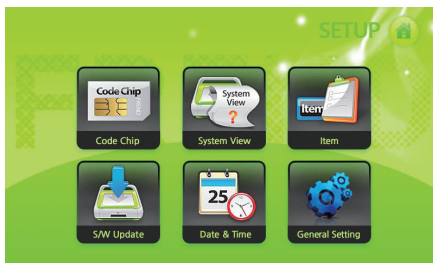 SETUP
Code Chip
System
View
?
Item
Code Chip
System View
Item
25
S/W Update
Date & Time
General Setting